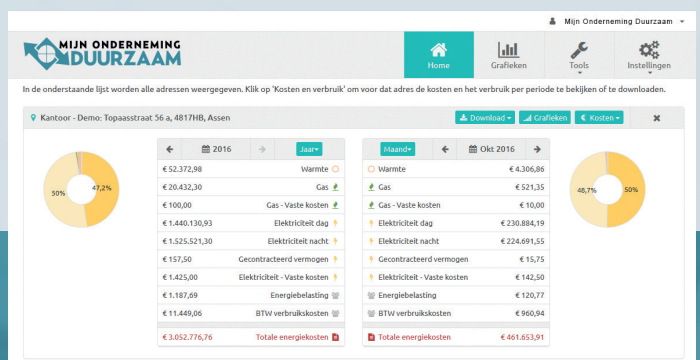 Mijn Onderneming Duurzaam
MIJN ONDERNEMING
DUURZAAM
Home
Grafieken
Tools
Instellingen
In de onderstaande lijst worden alle adressen weergegeven. Klik op 'Kosten en verbruik' om voor dat adres de kosten en het verbruik per periode te bekijken of te downloaden.
Kantoor - Demo: Topaasstraat 56 a, 4817HB, Assen
Download
Grafieken
€ Kosten
2016
Jaar
Maand
Okt 2016
50%
47,2%
€ 52.372,98 Warmte
€ 20.432,30 Gas
€ 100,00 Gas - Vaste kosten
€ 1.440.130,93 Elektriciteit dag
€ 1.525.521,30 Elektriciteit nacht
€ 157,50 Gecontracteerd vermogen
€ 1.425,00 Elektriciteit - Vaste kosten
€ 1.187,69 Energiebelasting
€ 11.449,06 BTW verbruikskosten
€ 3.052.776,76 Totale energiekosten
Warmte € 4.306,86
Gas € 521,35
Gas - Vaste kosten € 10,00
Elektriciteit dag € 230.884,19
Elektriciteit nacht € 224.691,55
Gecontracteerd vermogen € 15,75
Elektriciteit - Vaste kosten € 142,50
Energiebelasting € 120,77
BTW verbruikskosten € 960,94
Totale energiekosten € 461.653,91
48,7%
50%